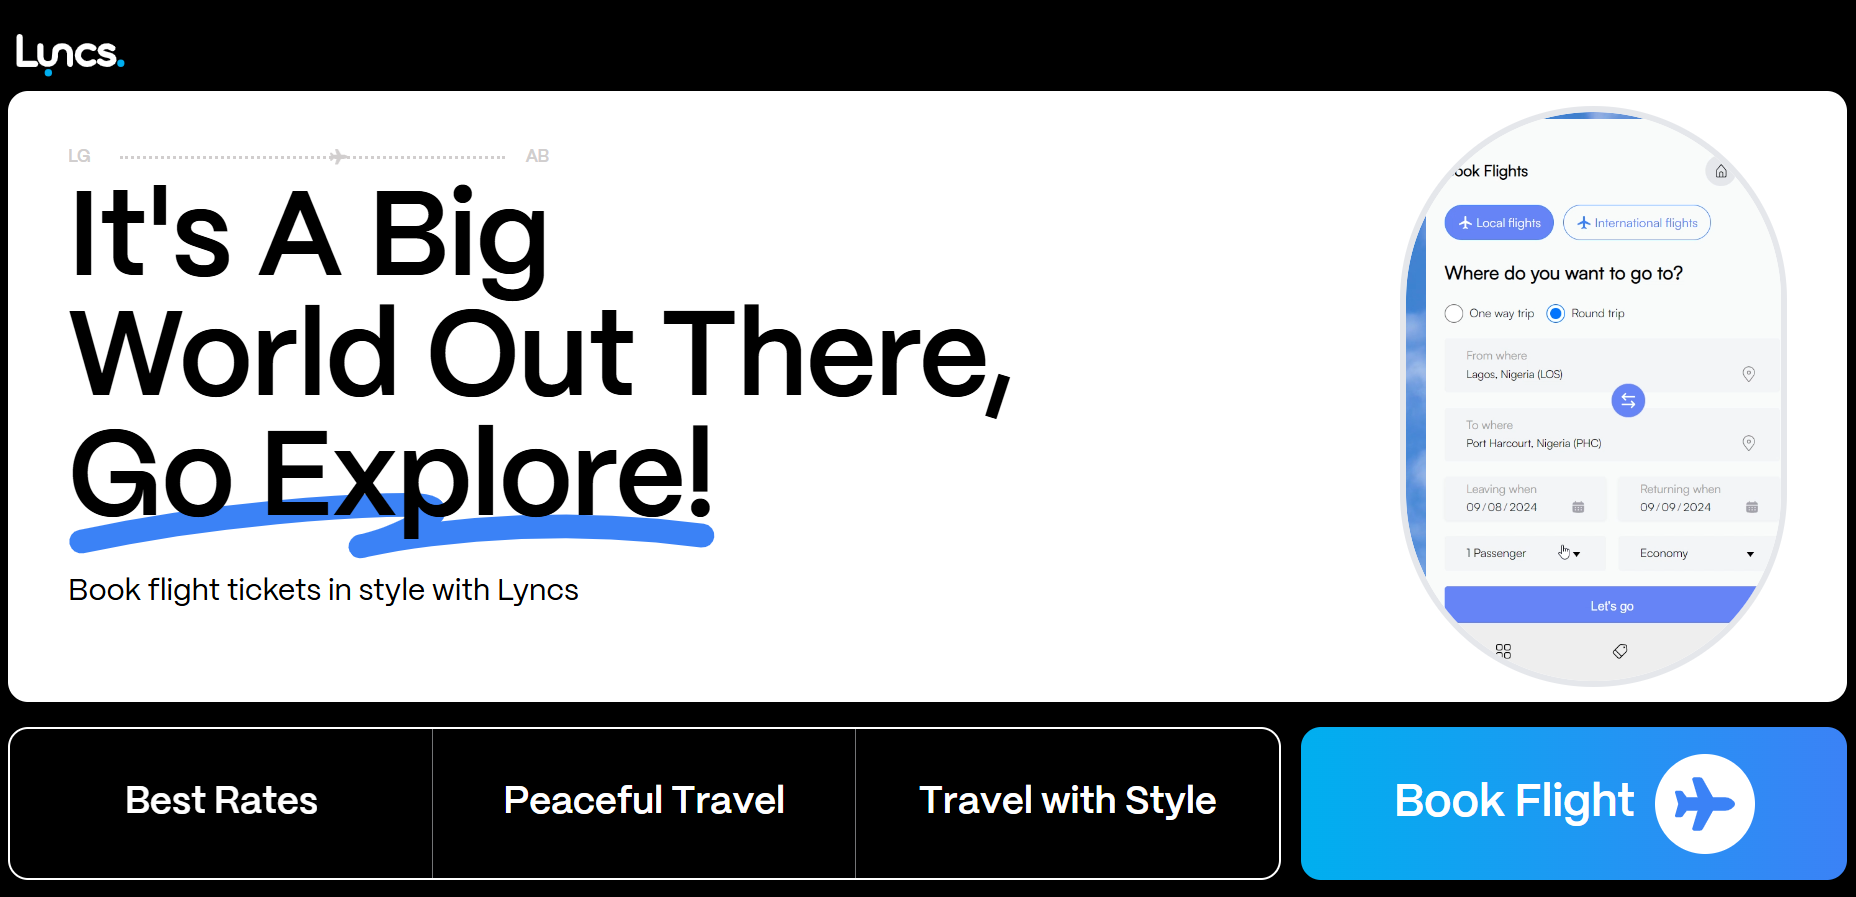 Lyncs.
LG AB
It's A Big
World Out There,
Go Explore!
Book flight tickets in style with Lyncs
Flights
Local flights International flights
Where do you want to go to?
One way trip Round trip
From where
Lagos, Nigeria (LOS)
To where
Port Harcourt, Nigeria (PHC)
Leaving when Returning when
09/08/2024 09/09/2024
1 Passenger Economy
Let's go
Best Rates Peaceful Travel Travel with Style Book Flight